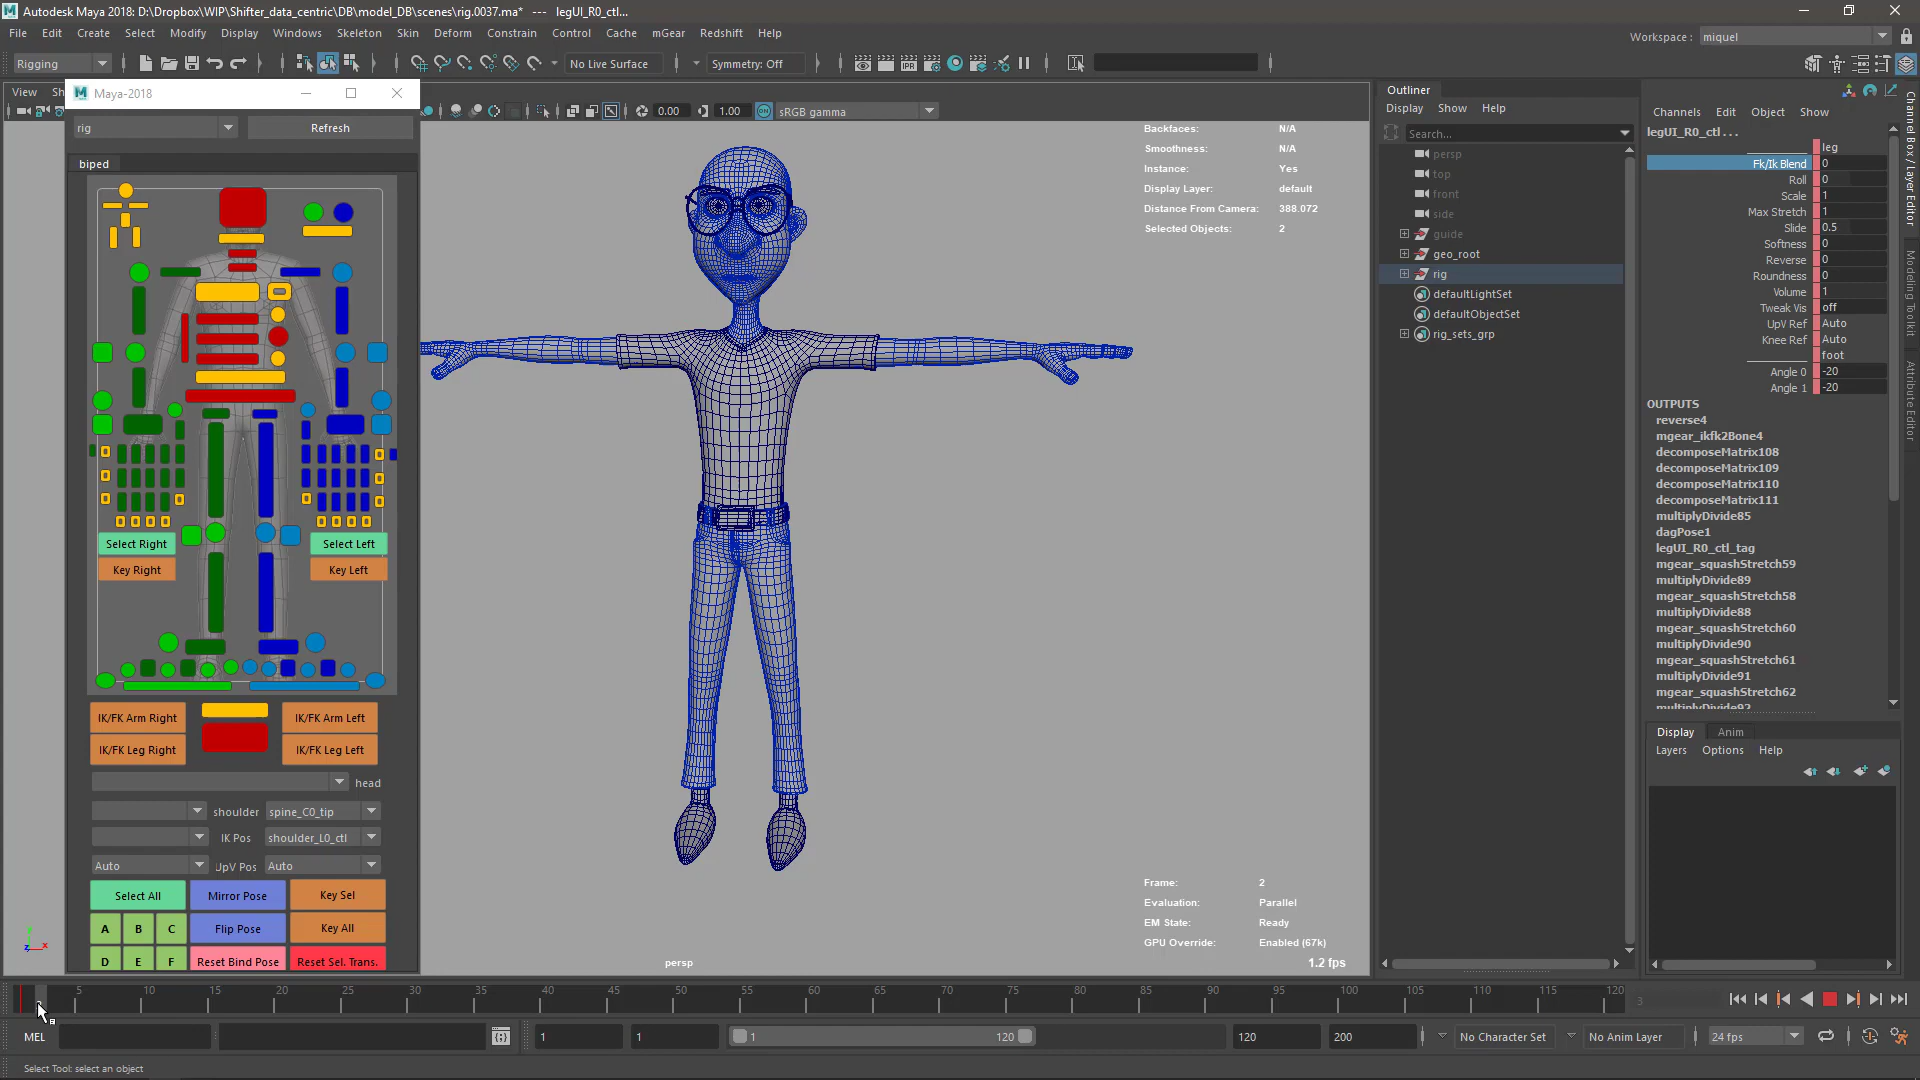 Autodesk Maya 2018: D:\Dropbox\WIP\Shifter_data_centric\DB\model_DB\scenes\rig.0037.ma*   ---   legUI_R0_ctl...
File Edit Create Select Modify Display Windows Skeleton Skin Deform Constrain Control Cache mGear Redshift Help
Workspace : miquel
Rigging
No Live Surface
Symmetry: Off
View
Maya-2018
0.00
1.00
sRGB gamma
rig
Refresh
biped
Select Right
Select Left
Key Right
Key Left
IK/FK Arm Right
IK/FK Arm Left
IK/FK Leg Right
IK/FK Leg Left
head
shoulder
spine_C0_tip
IK Pos
shoulder_L0_ctl
Auto
UpV Pos
Auto
Select All
Mirror Pose
Key Sel
A
B
C
Flip Pose
Key All
D
E
F
Reset Bind Pose
Reset Sel. Trans.
Backfaces: N/A
Smoothness: N/A
Instance: Yes
Display Layer: default
Distance From Camera: 388.072
Selected Objects: 2
Frame: 2
Evaluation: Parallel
EM State: Ready
GPU Override: Enabled (67k)
persp
1.2 fps
Outliner
Display Show Help
Search...
persp
top
front
side
guide
geo_root
rig
defaultLightSet
defaultObjectSet
rig_sets_grp
Channels Edit Object Show
legUI_R0_ctl ...
leg
Fk/Ik Blend 0
Roll 0
Scale 1
Max Stretch 1
Slide 0.5
Softness 0
Reverse 0
Roundness 0
Volume 1
Tweak Vis off
UpV Ref Auto
Knee Ref Auto
foot
Angle 0 -20
Angle 1 -20
OUTPUTS
reverse4
mgear_ikfk2Bone4
decomposeMatrix108
decomposeMatrix109
decomposeMatrix110
decomposeMatrix111
multiplyDivide85
dagPose1
legUI_R0_ctl_tag
mgear_squashStretch59
multiplyDivide89
mgear_squashStretch58
multiplyDivide88
mgear_squashStretch60
multiplyDivide90
mgear_squashStretch61
multiplyDivide91
mgear_squashStretch62
multiplyDivide92
Display Anim
Layers Options Help
Channel Box / Layer Editor
Modeling Toolkit
Attribute Editor
5 10 15 20 25 30 35 40 45 50 55 60 65 70 75 80 85 90 95 100 105 110 115 120
3
MEL
1
1
1
120
120
200
No Character Set
No Anim Layer
24 fps
Select Tool: select an object